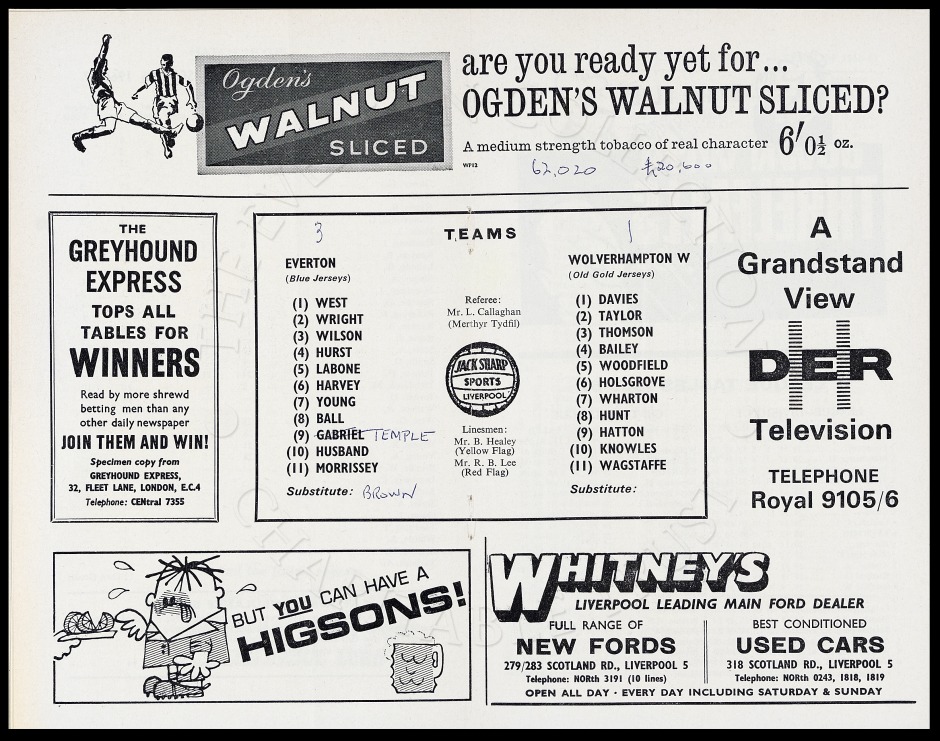 Ogden's
WALNUT
SLICED
are you ready yet for...
OGDEN'S WALNUT SLICED?
A medium strength tobacco of real character 6'0½ oz.
WF12
62,020 £20,600
THE
GREYHOUND
EXPRESS
TOPS ALL
TABLES FOR
WINNERS
Read by more shrewd
betting men than any
other daily newspaper
JOIN THEM AND WIN!
Specimen copy from
GREYHOUND EXPRESS,
32, FLEET LANE, LONDON, E.C.4
Telephone: CENtral 7355
TEAMS
3
EVERTON
(Blue Jerseys)
(1) WEST
(2) WRIGHT
(3) WILSON
(4) HURST
(5) LABONE
(6) HARVEY
(7) YOUNG
(8) BALL
(9) GABRIEL TEMPLE
(10) HUSBAND
(11) MORRISSEY
Substitute: BROWN
Referee:
Mr. L. Callaghan
(Merthyr Tydfil)
JACK SHARP
SPORTS
LIVERPOOL
Linesmen:
Mr. B. Healey
(Yellow Flag)
Mr. R. B. Lee
(Red Flag)
1
WOLVERHAMPTON W
(Old Gold Jerseys)
(1) DAVIES
(2) TAYLOR
(3) THOMSON
(4) BAILEY
(5) WOODFIELD
(6) HOLSGROVE
(7) WHARTON
(8) HUNT
(9) HATTON
(10) KNOWLES
(11) WAGSTAFFE
Substitute:
A
Grandstand
View
DER
Television
TELEPHONE
Royal 9105/6
BUT YOU CAN HAVE A
HIGSONS!
WHITNEY'S
LIVERPOOL LEADING MAIN FORD DEALER
FULL RANGE OF
NEW FORDS
279/283 SCOTLAND RD., LIVERPOOL 5
Telephone: NORth 3191 (10 lines)
BEST CONDITIONED
USED CARS
318 SCOTLAND RD., LIVERPOOL 5
Telephone: NORth 0243, 1818, 1819
OPEN ALL DAY · EVERY DAY INCLUDING SATURDAY & SUNDAY